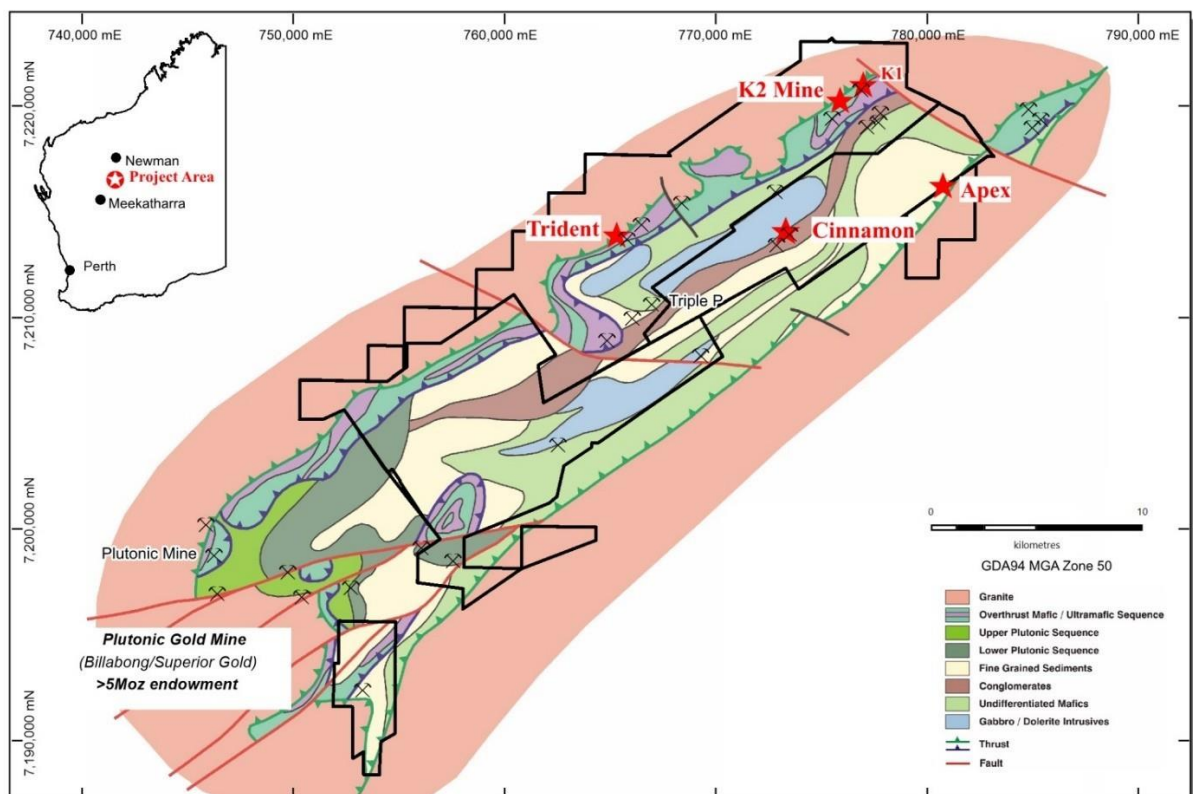 740,000 mE
750,000 mE
760,000 mE
770,000 mE
780,000 mE
790,000 mE
7,220,000 mN
7,210,000 mN
7,200,000 mN
7,190,000 mN
Newman
Project Area
Meekatharra
Perth
K1
K2 Mine
Apex
Trident
Cinnamon
Triple P
Plutonic Mine
Plutonic Gold Mine
(Billabong/Superior Gold)
>5Moz endowment
0 10
kilometres
GDA94 MGA Zone 50
Granite
Overthrust Mafic / Ultramafic Sequence
Upper Plutonic Sequence
Lower Plutonic Sequence
Fine Grained Sediments
Conglomerates
Undifferentiated Mafics
Gabbro / Dolerite Intrusives
Thrust
Fault